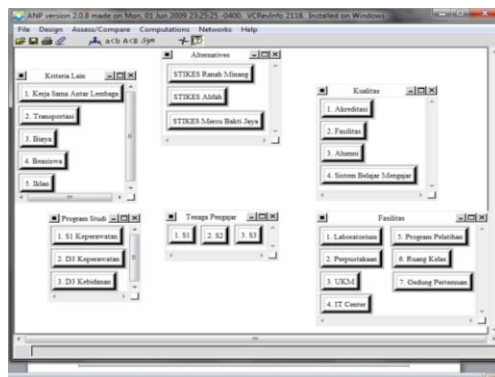 ANP version 2.0.8 made on Mon, 01 Jun 2009 23:25:25 -0400. VCRevInfo 2118. Installed on Windows
File Design Assess/Compare Computations Networks Help
a<b A<B Syn
Alternatives
STIKES Ranah Minang
STIKES Alifah
STIKES Mercu Bakti Jaya
Kriteria Lain
1. Kerja Sama Antar Lembaga
2. Transportasi
3. Biaya
4. Beasiswa
5. Iklan
Kualitas
1. Akreditasi
2. Fasilitas
3. Alumni
4. Sistem Belajar Mengajar
Program Studi
1. S1 Keperawatan
2. D3 Keperawatan
3. D3 Kebidanan
Tenaga Pengajar
1. S1 2. S2 3. S3
Fasilitas
1. Laboratorium 5. Program Pelatihan
2. Perpustakaan 6. Ruang Kelas
3. UKM 7. Gedung Pertemuan
4. IT Center